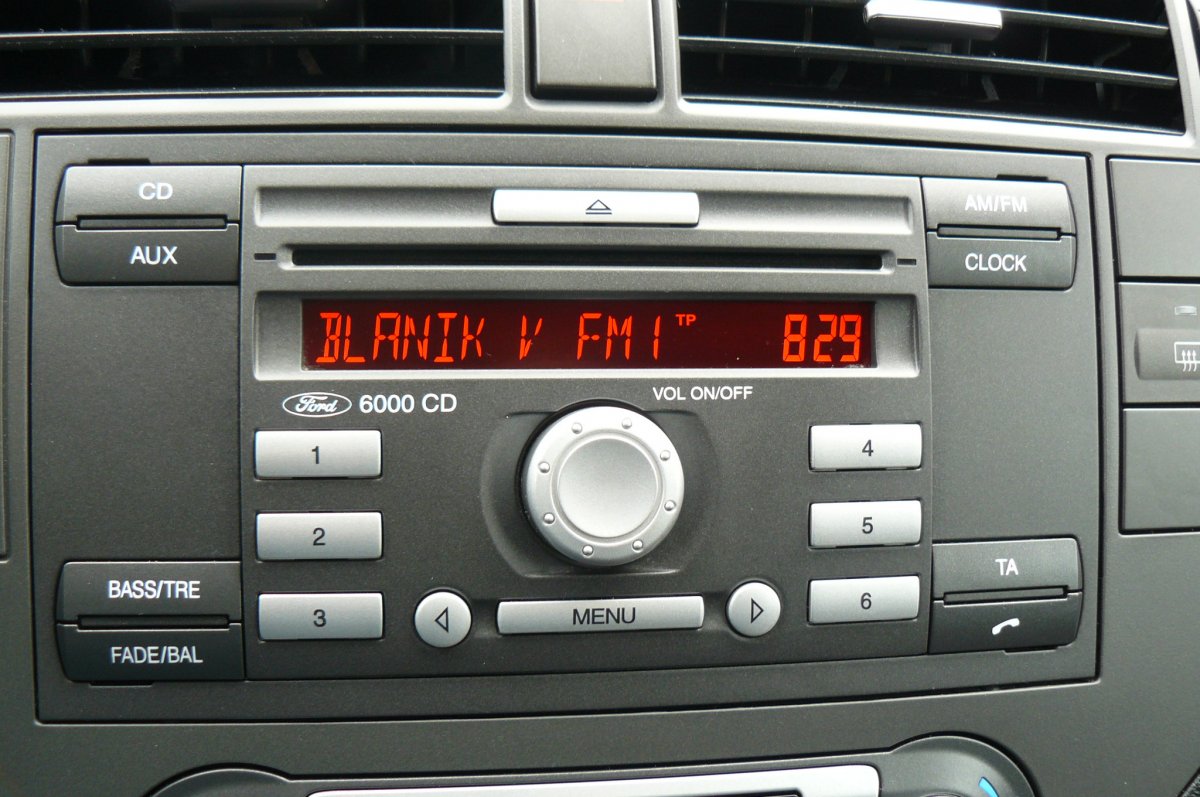 CD
AUX
AM/FM
CLOCK
BLANIK V FM1 TP 829
Ford 6000 CD
VOL ON/OFF
1
2
3
4
5
6
BASS/TRE
FADE/BAL
MENU
TA